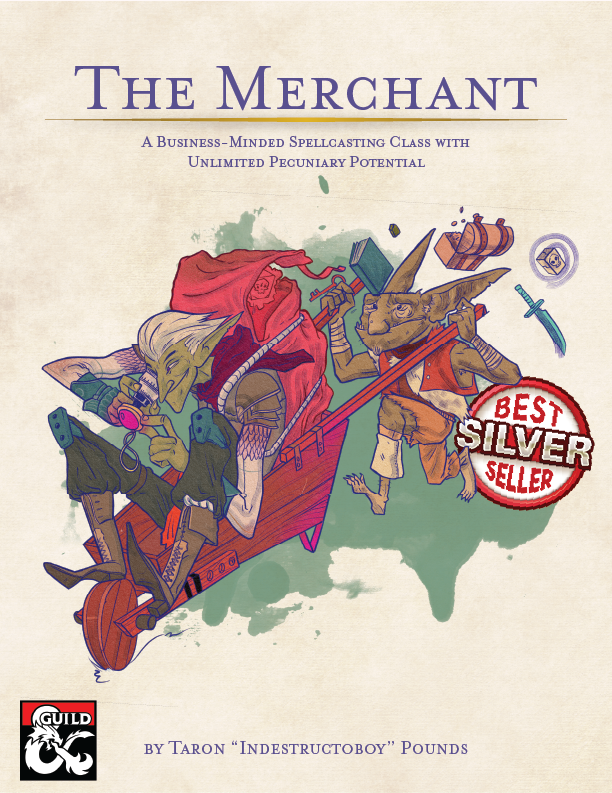 The Merchant
A Business-Minded Spellcasting Class with
Unlimited Pecuniary Potential
BEST
SILVER
SELLER
GUILD
by Taron “Indestructoboy” Pounds